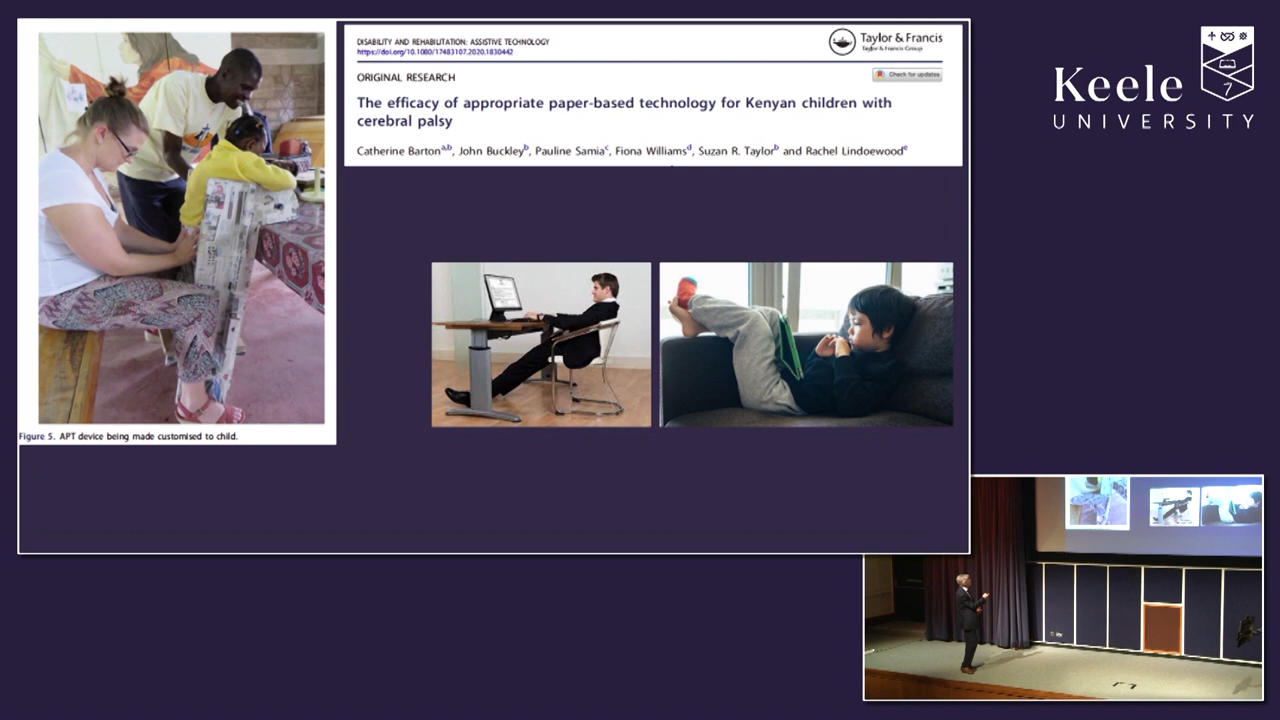 DISABILITY AND REHABILITATION: ASSISTIVE TECHNOLOGY
https://doi.org/10.1080/17483107.2020.1830442
Taylor & Francis
Taylor & Francis Group
ORIGINAL RESEARCH
Check for updates
The efficacy of appropriate paper-based technology for Kenyan children with
cerebral palsy
Catherine Barton a,b, John Buckley b, Pauline Samia c, Fiona Williams d, Suzan R. Taylor b and Rachel Lindoewood e
Figure 5. APT device being made customised to child.
Keele
UNIVERSITY